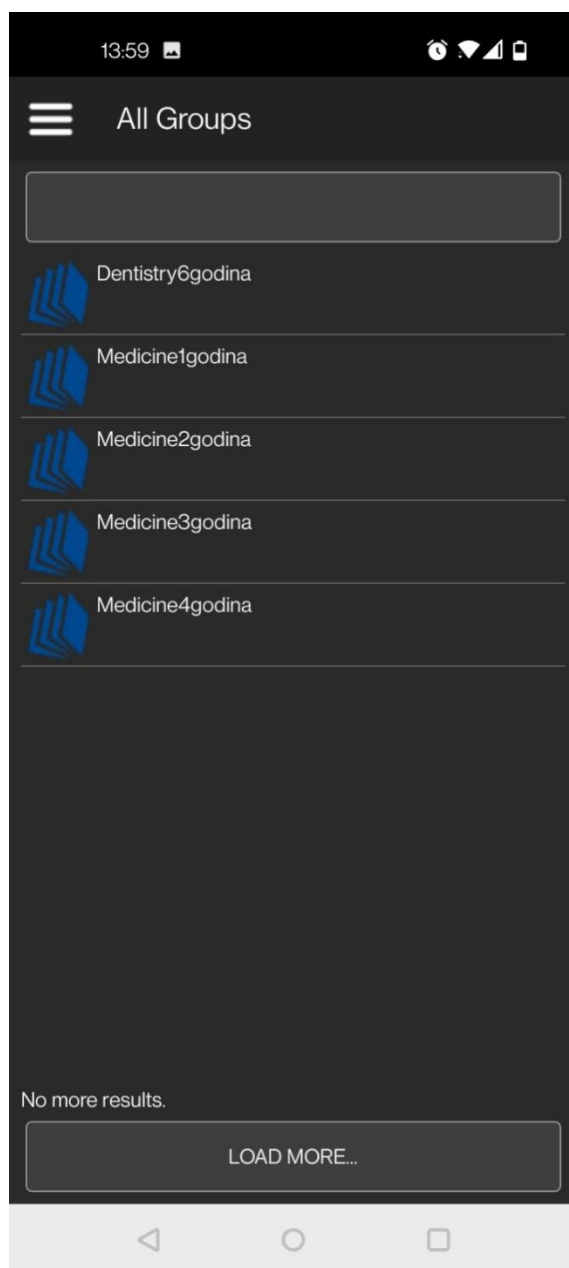 13:59
All Groups
Dentistry6godina
Medicine1godina
Medicine2godina
Medicine3godina
Medicine4godina
No more results.
LOAD MORE...